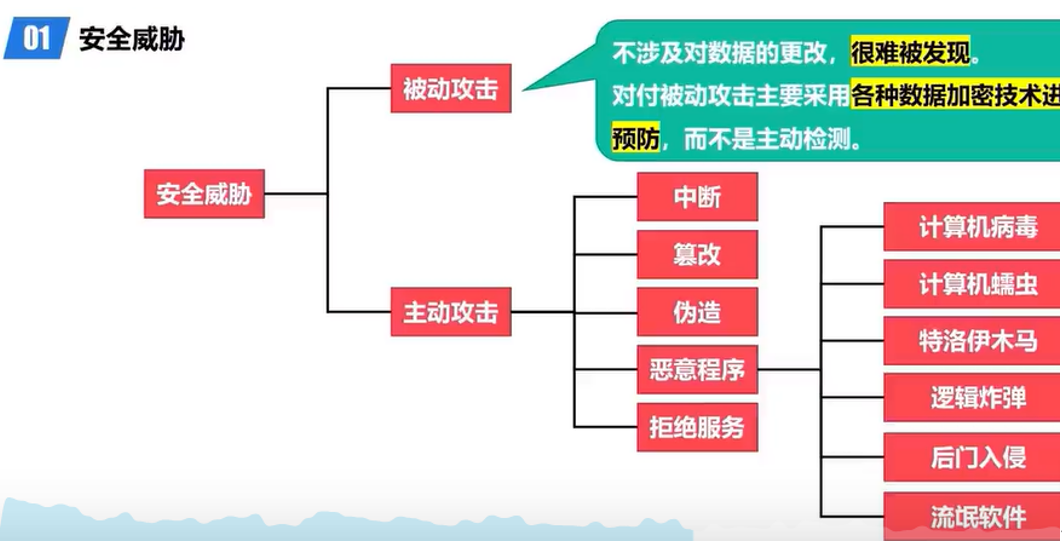 01 安全威胁
不涉及对数据的更改，很难被发现。
对付被动攻击主要采用各种数据加密技术进
预防，而不是主动检测。
被动攻击
安全威胁
主动攻击
中断
篡改
伪造
恶意程序
拒绝服务
计算机病毒
计算机蠕虫
特洛伊木马
逻辑炸弹
后门入侵
流氓软件